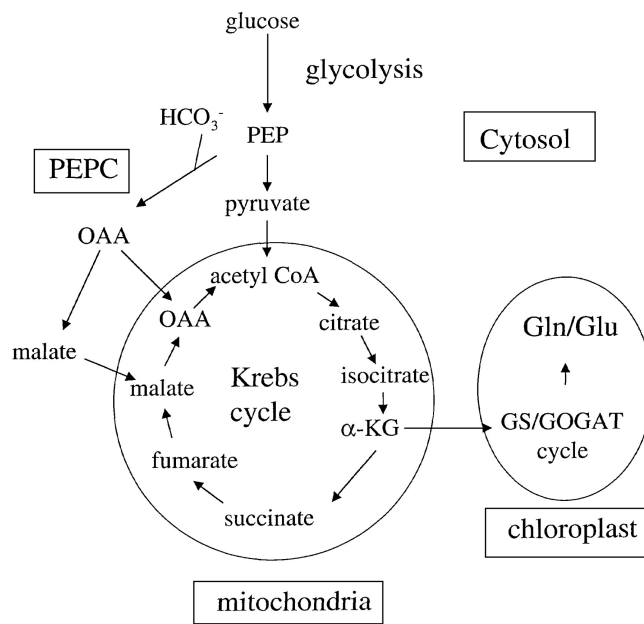 glucose
glycolysis
HCO₃⁻
PEP
Cytosol
PEPC
pyruvate
OAA
acetyl CoA
OAA
citrate
Gln/Glu
malate
malate
Krebs
cycle
isocitrate
α-KG
GS/GOGAT
cycle
fumarate
succinate
chloroplast
mitochondria